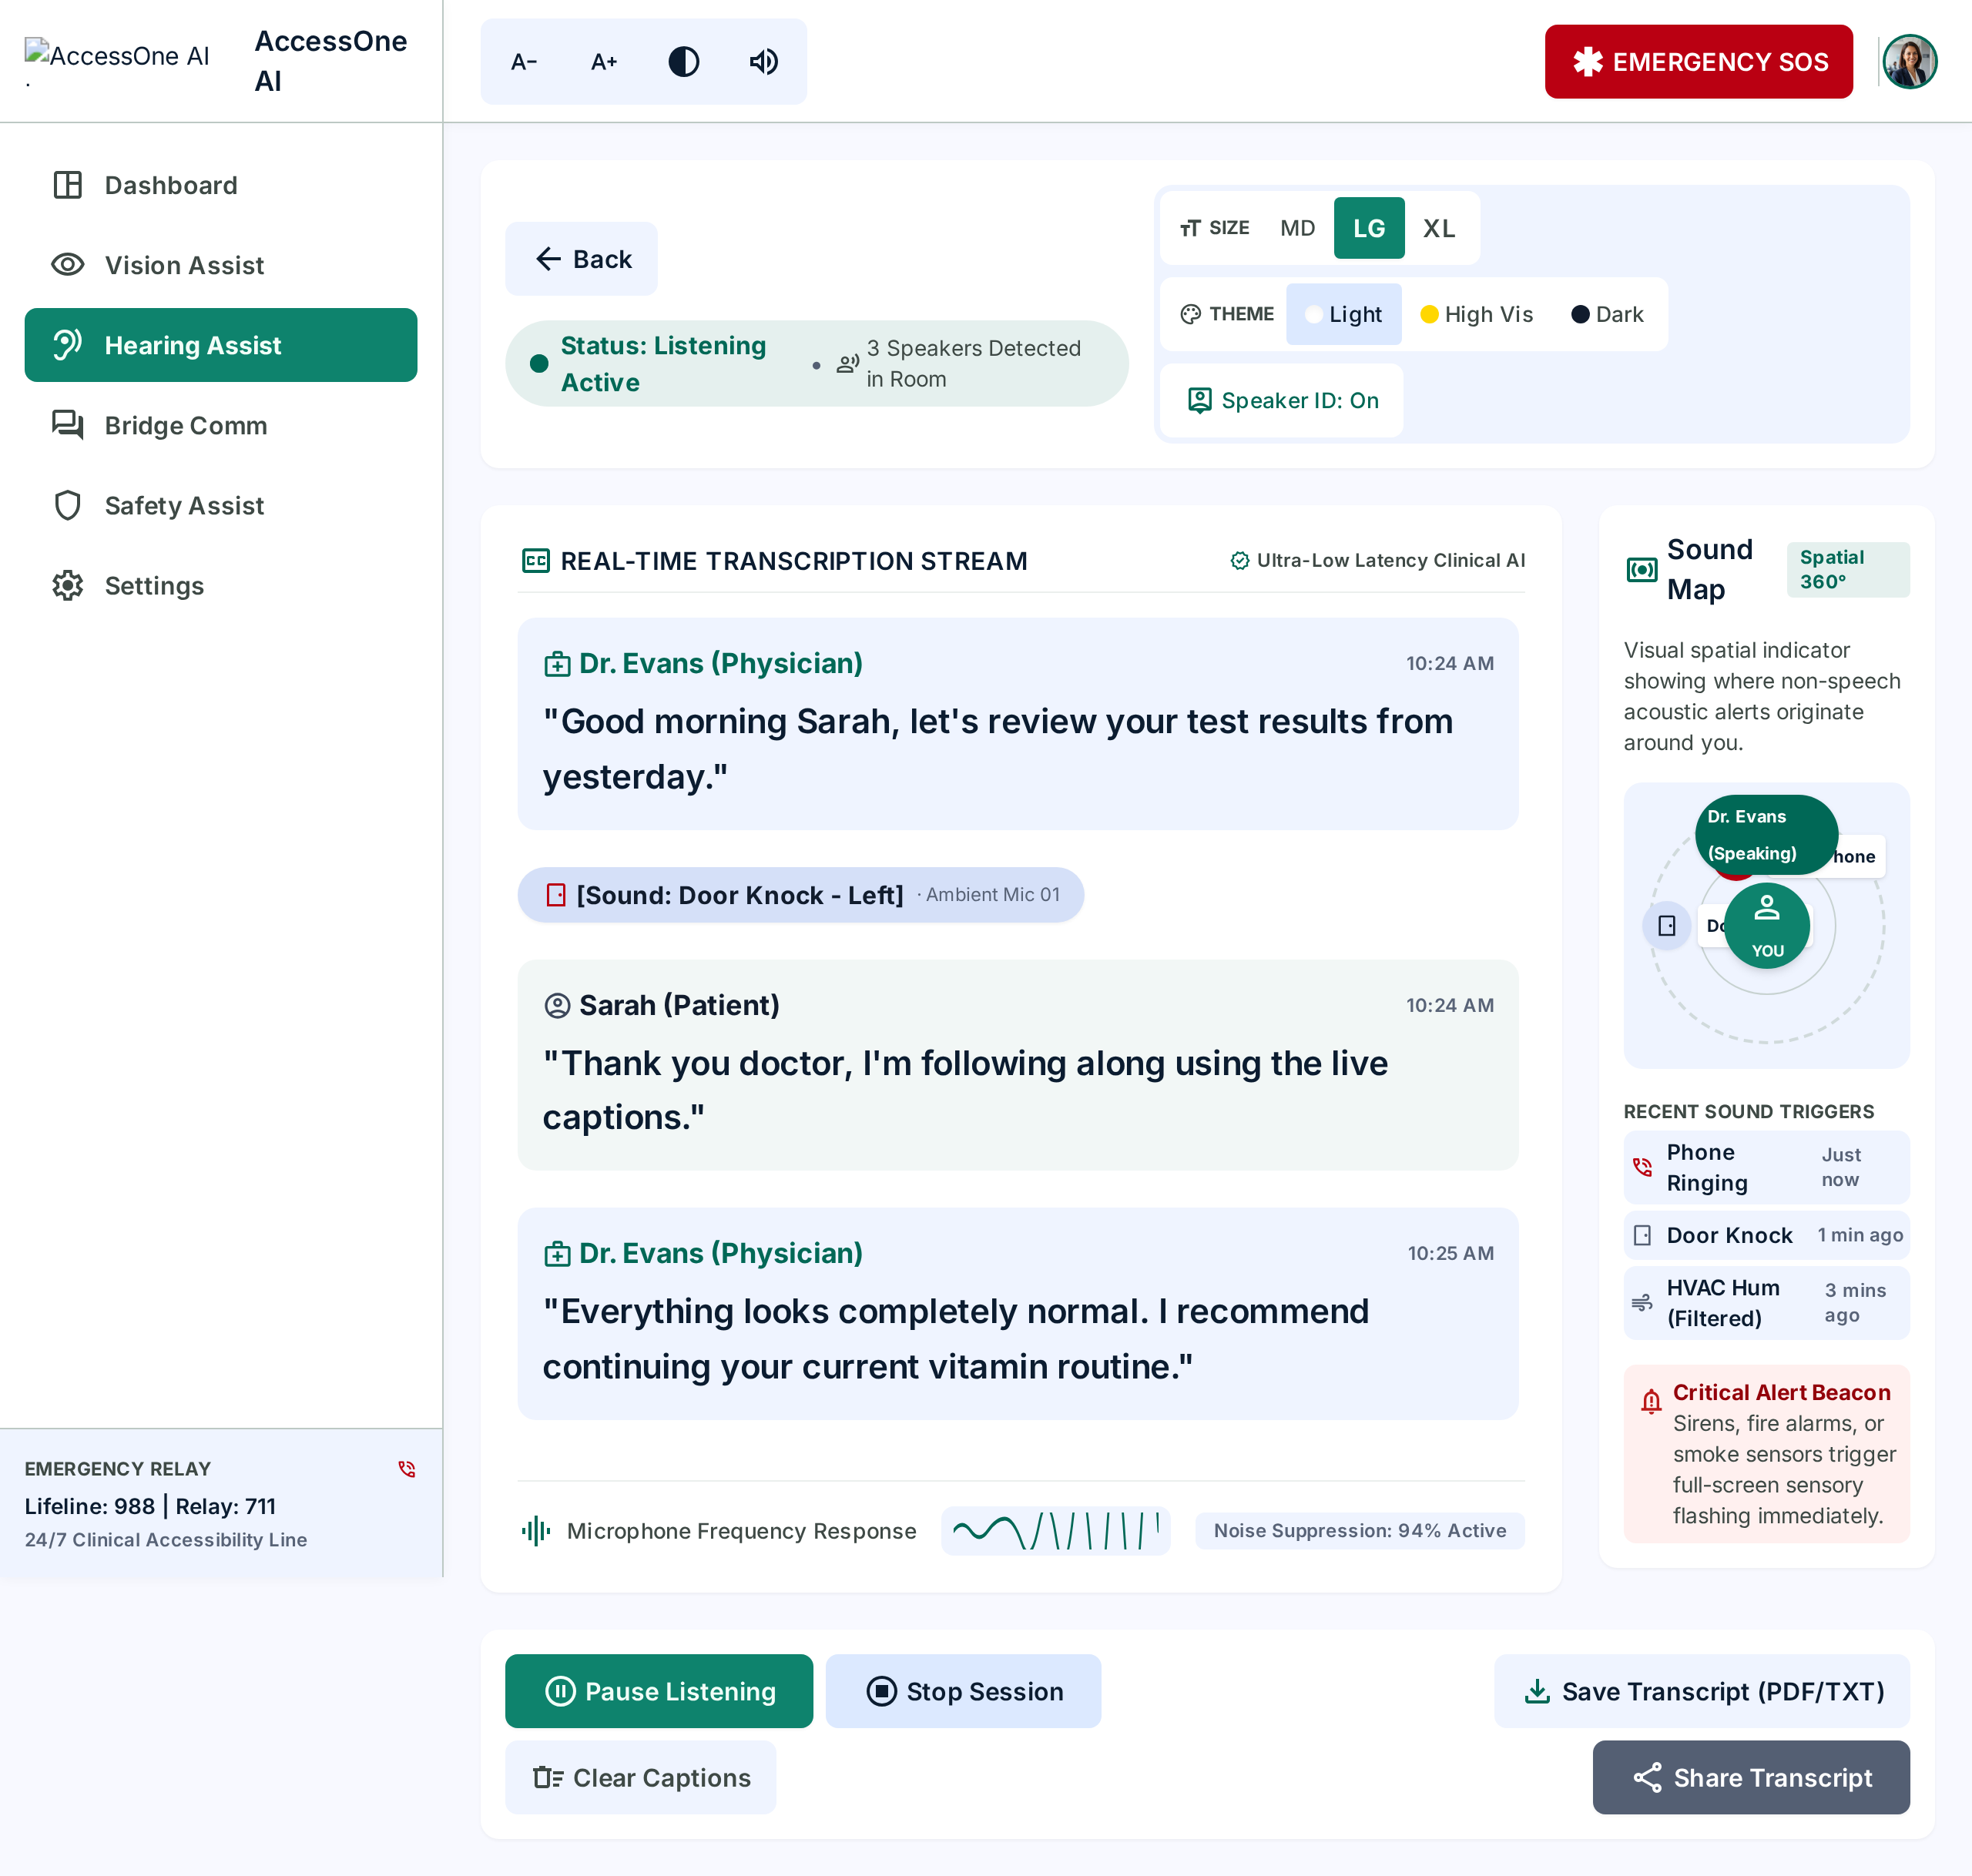 AccessOne AI
.
AccessOne
AI
A-
A+
EMERGENCY SOS
Dashboard
Vision Assist
Hearing Assist
Bridge Comm
Safety Assist
Settings
EMERGENCY RELAY
Lifeline: 988 | Relay: 711
24/7 Clinical Accessibility Line
Back
Status: Listening
Active
•
3 Speakers Detected
in Room
SIZE
MD
LG
XL
THEME
Light
High Vis
Dark
Speaker ID: On
CC
REAL-TIME TRANSCRIPTION STREAM
Ultra-Low Latency Clinical AI
Dr. Evans (Physician)
10:24 AM
"Good morning Sarah, let's review your test results from
yesterday."
[Sound: Door Knock - Left]
· Ambient Mic 01
Sarah (Patient)
10:24 AM
"Thank you doctor, I'm following along using the live
captions."
Dr. Evans (Physician)
10:25 AM
"Everything looks completely normal. I recommend
continuing your current vitamin routine."
Microphone Frequency Response
Noise Suppression: 94% Active
Sound
Map
Spatial
360°
Visual spatial indicator
showing where non-speech
acoustic alerts originate
around you.
Dr. Evans
(Speaking)
hone
YOU
RECENT SOUND TRIGGERS
Phone
Ringing
Just
now
Door Knock
1 min ago
HVAC Hum
(Filtered)
3 mins
ago
Critical Alert Beacon
Sirens, fire alarms, or
smoke sensors trigger
full-screen sensory
flashing immediately.
Pause Listening
Stop Session
Clear Captions
Save Transcript (PDF/TXT)
Share Transcript